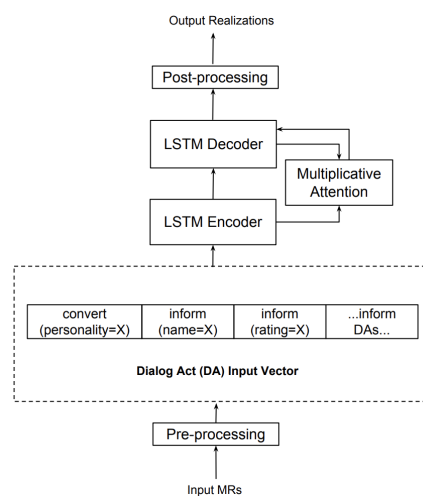 Output Realizations
Post-processing
LSTM Decoder
Multiplicative
Attention
LSTM Encoder
convert
(personality=X)
inform
(name=X)
inform
(rating=X)
...inform
DAs...
Dialog Act (DA) Input Vector
Pre-processing
Input MRs